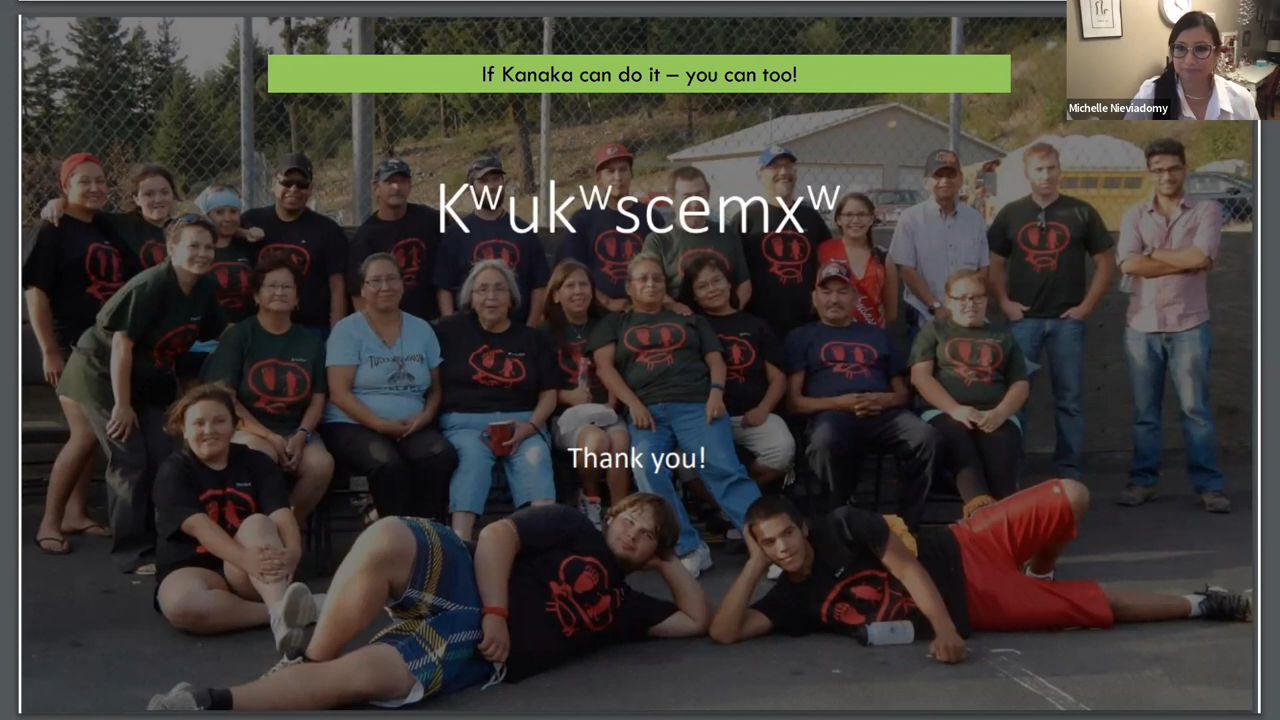 If Kanaka can do it – you can too!
Michelle Nieviadomy
Kʷukʷscemxʷ
Thank you!